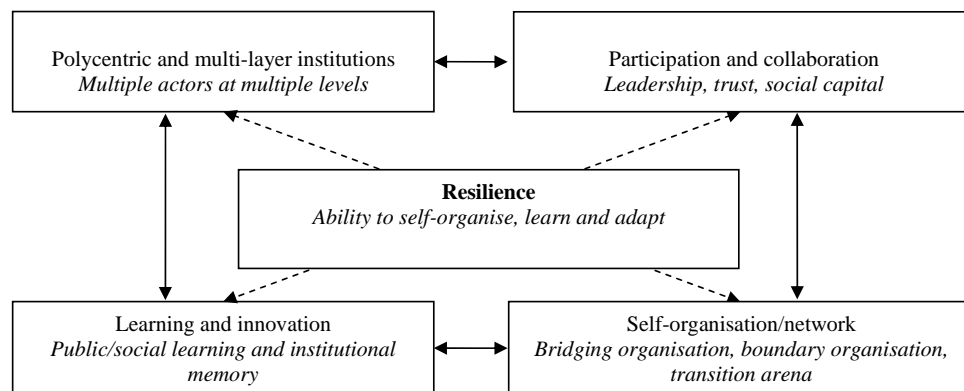 Polycentric and multi-layer institutions
Multiple actors at multiple levels
Participation and collaboration
Leadership, trust, social capital
Resilience
Ability to self-organise, learn and adapt
Learning and innovation
Public/social learning and institutional
memory
Self-organisation/network
Bridging organisation, boundary organisation,
transition arena